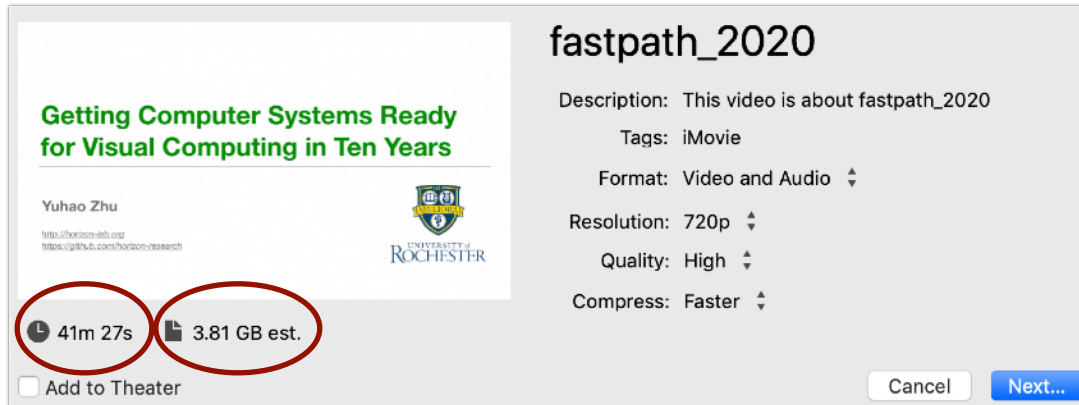 fastpath_2020
Getting Computer Systems Ready
for Visual Computing in Ten Years
Yuhao Zhu
http://horizon-lab.org
https://github.com/horizon-research
MELIORA
UNIVERSITY of
ROCHESTER
Description: This video is about fastpath_2020
Tags: iMovie
Format: Video and Audio
Resolution: 720p
Quality: High
Compress: Faster
41m 27s
3.81 GB est.
Add to Theater
Cancel
Next...